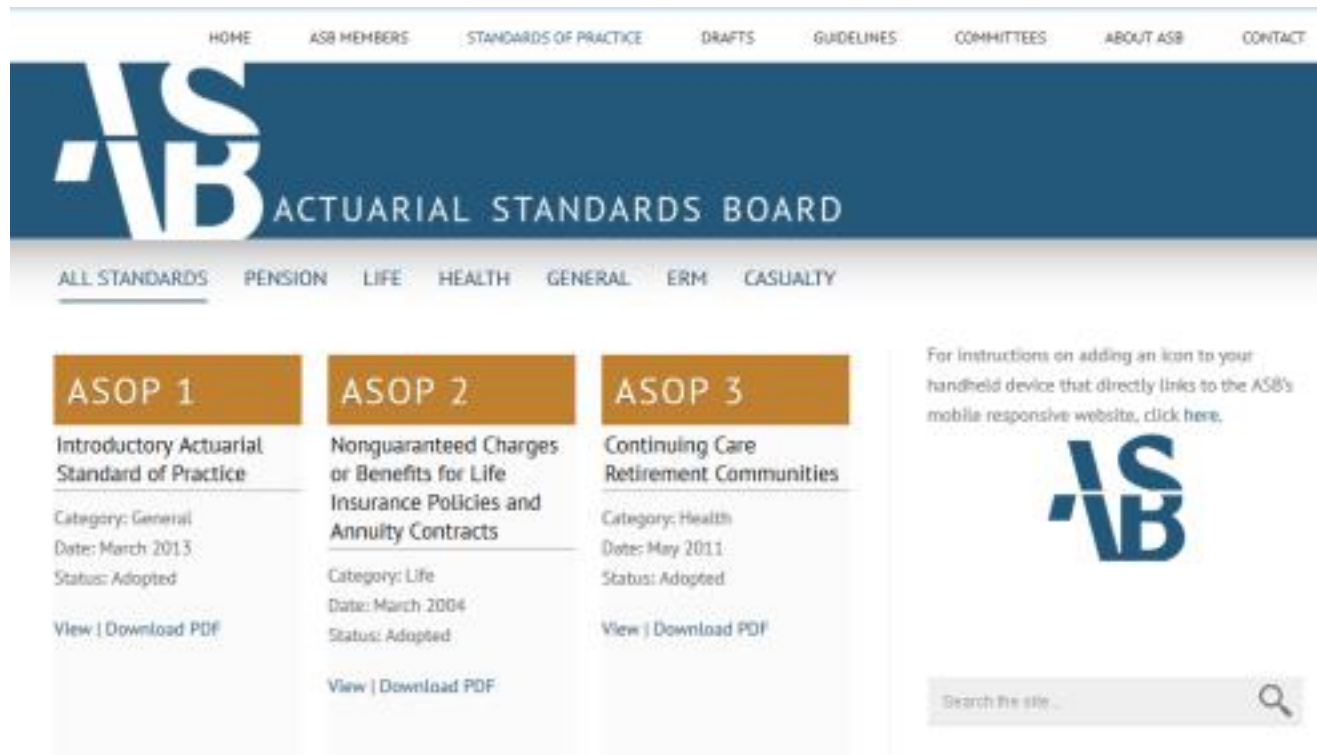 HOME ASB MEMBERS STANDARDS OF PRACTICE DRAFTS GUIDELINES COMMITTEES ABOUT ASB CONTACT
ASB
ACTUARIAL STANDARDS BOARD
ALL STANDARDS PENSION LIFE HEALTH GENERAL ERM CASUALTY
ASOP 1
Introductory Actuarial
Standard of Practice
Category: General
Date: March 2013
Status: Adopted
View | Download PDF
ASOP 2
Nonguaranteed Charges
or Benefits for Life
Insurance Policies and
Annuity Contracts
Category: Life
Date: March 2004
Status: Adopted
View | Download PDF
ASOP 3
Continuing Care
Retirement Communities
Category: Health
Date: May 2011
Status: Adopted
View | Download PDF
For instructions on adding an icon to your
handheld device that directly links to the ASB's
mobile responsive website, click here.
ASB
Search the site...